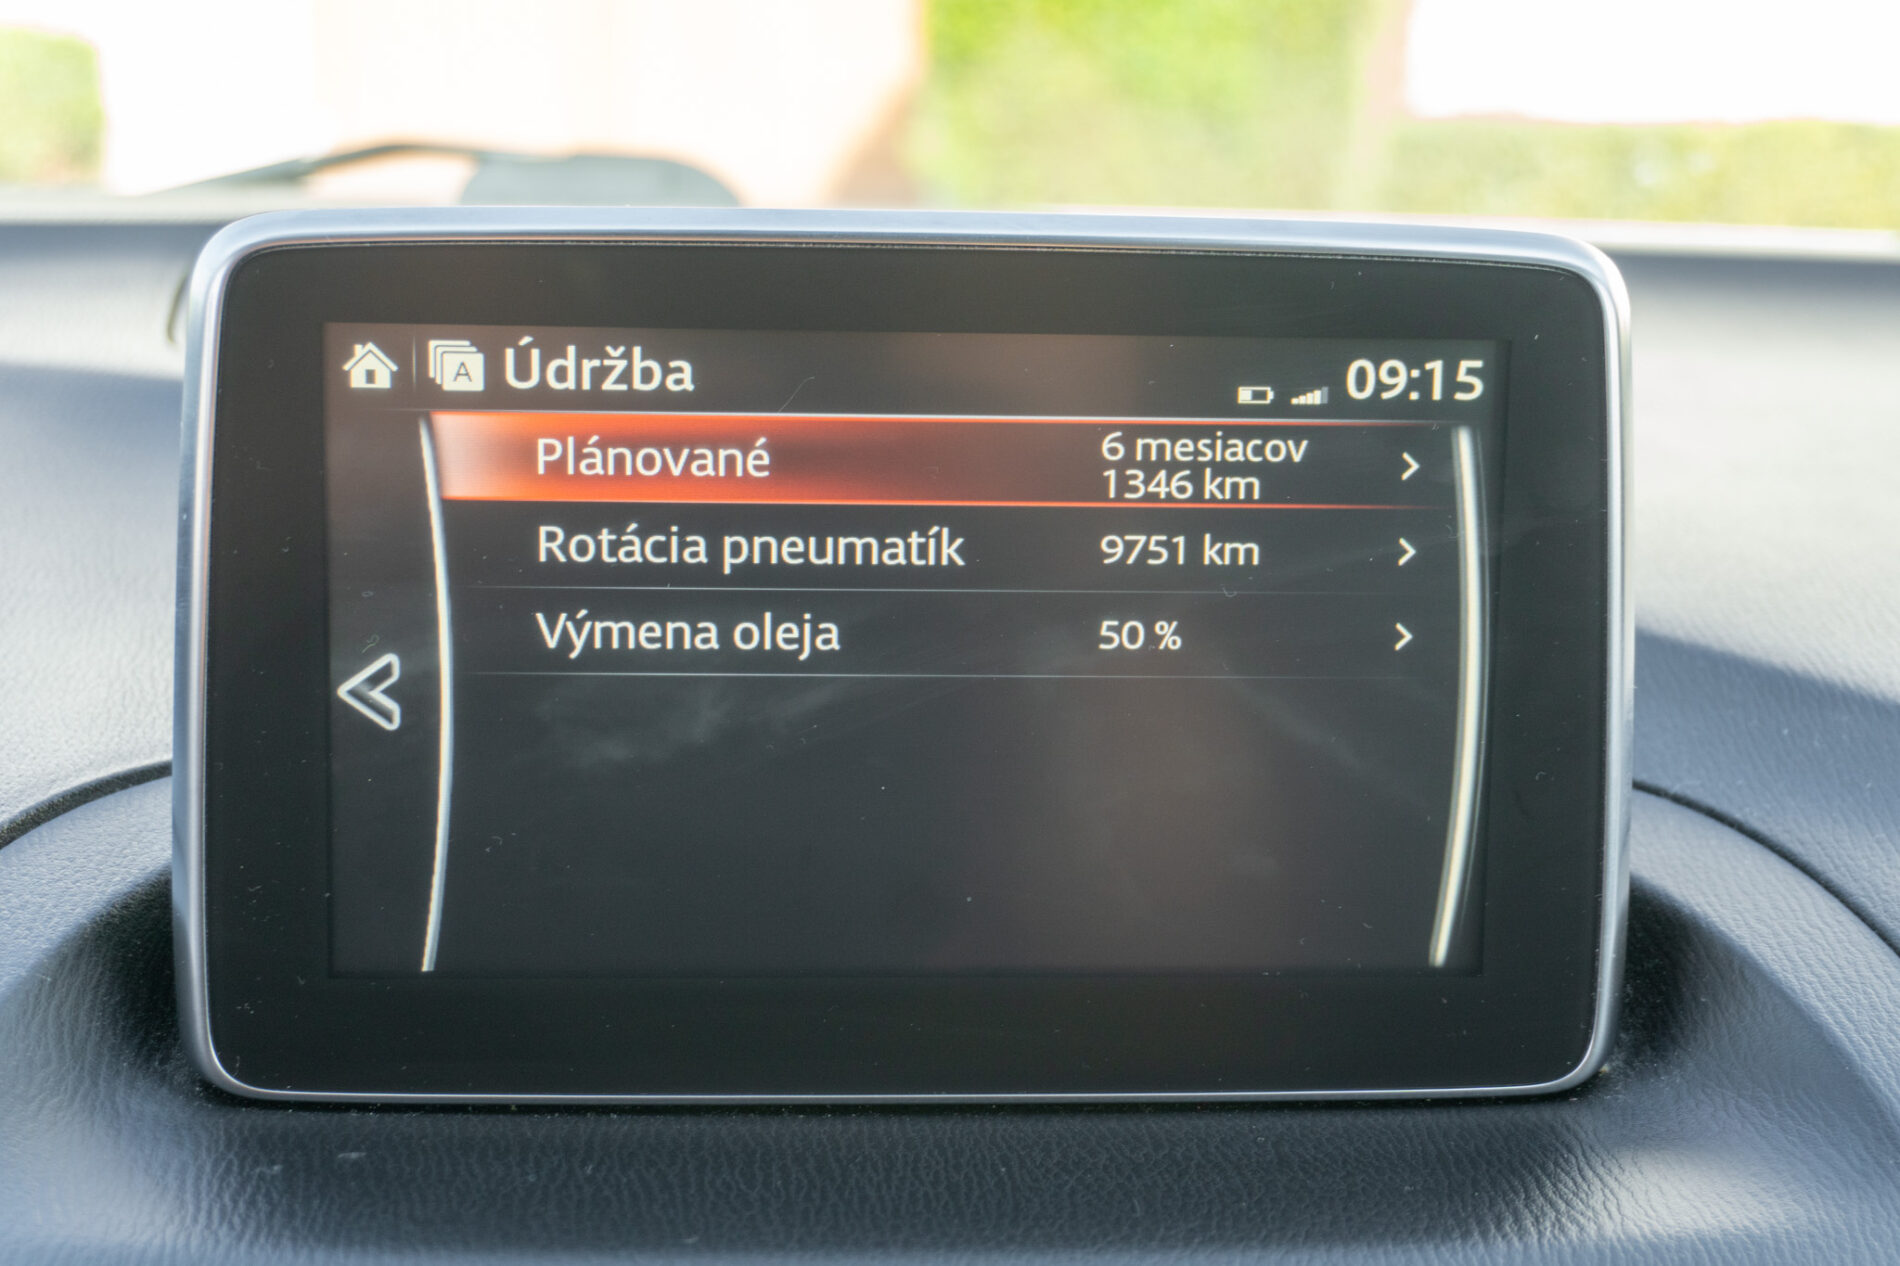 A Údržba 09:15
Plánované 6 mesiacov
1346 km
Rotácia pneumatík 9751 km
Výmena oleja 50 %